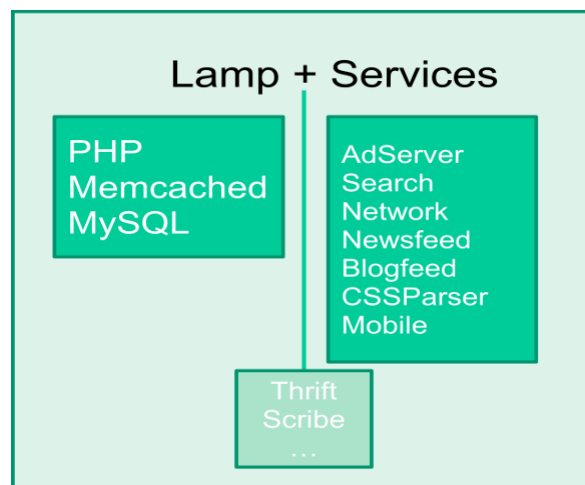 Lamp + Services
PHP
Memcached
MySQL
AdServer
Search
Network
Newsfeed
Blogfeed
CSSParser
Mobile
Thrift
Scribe
...